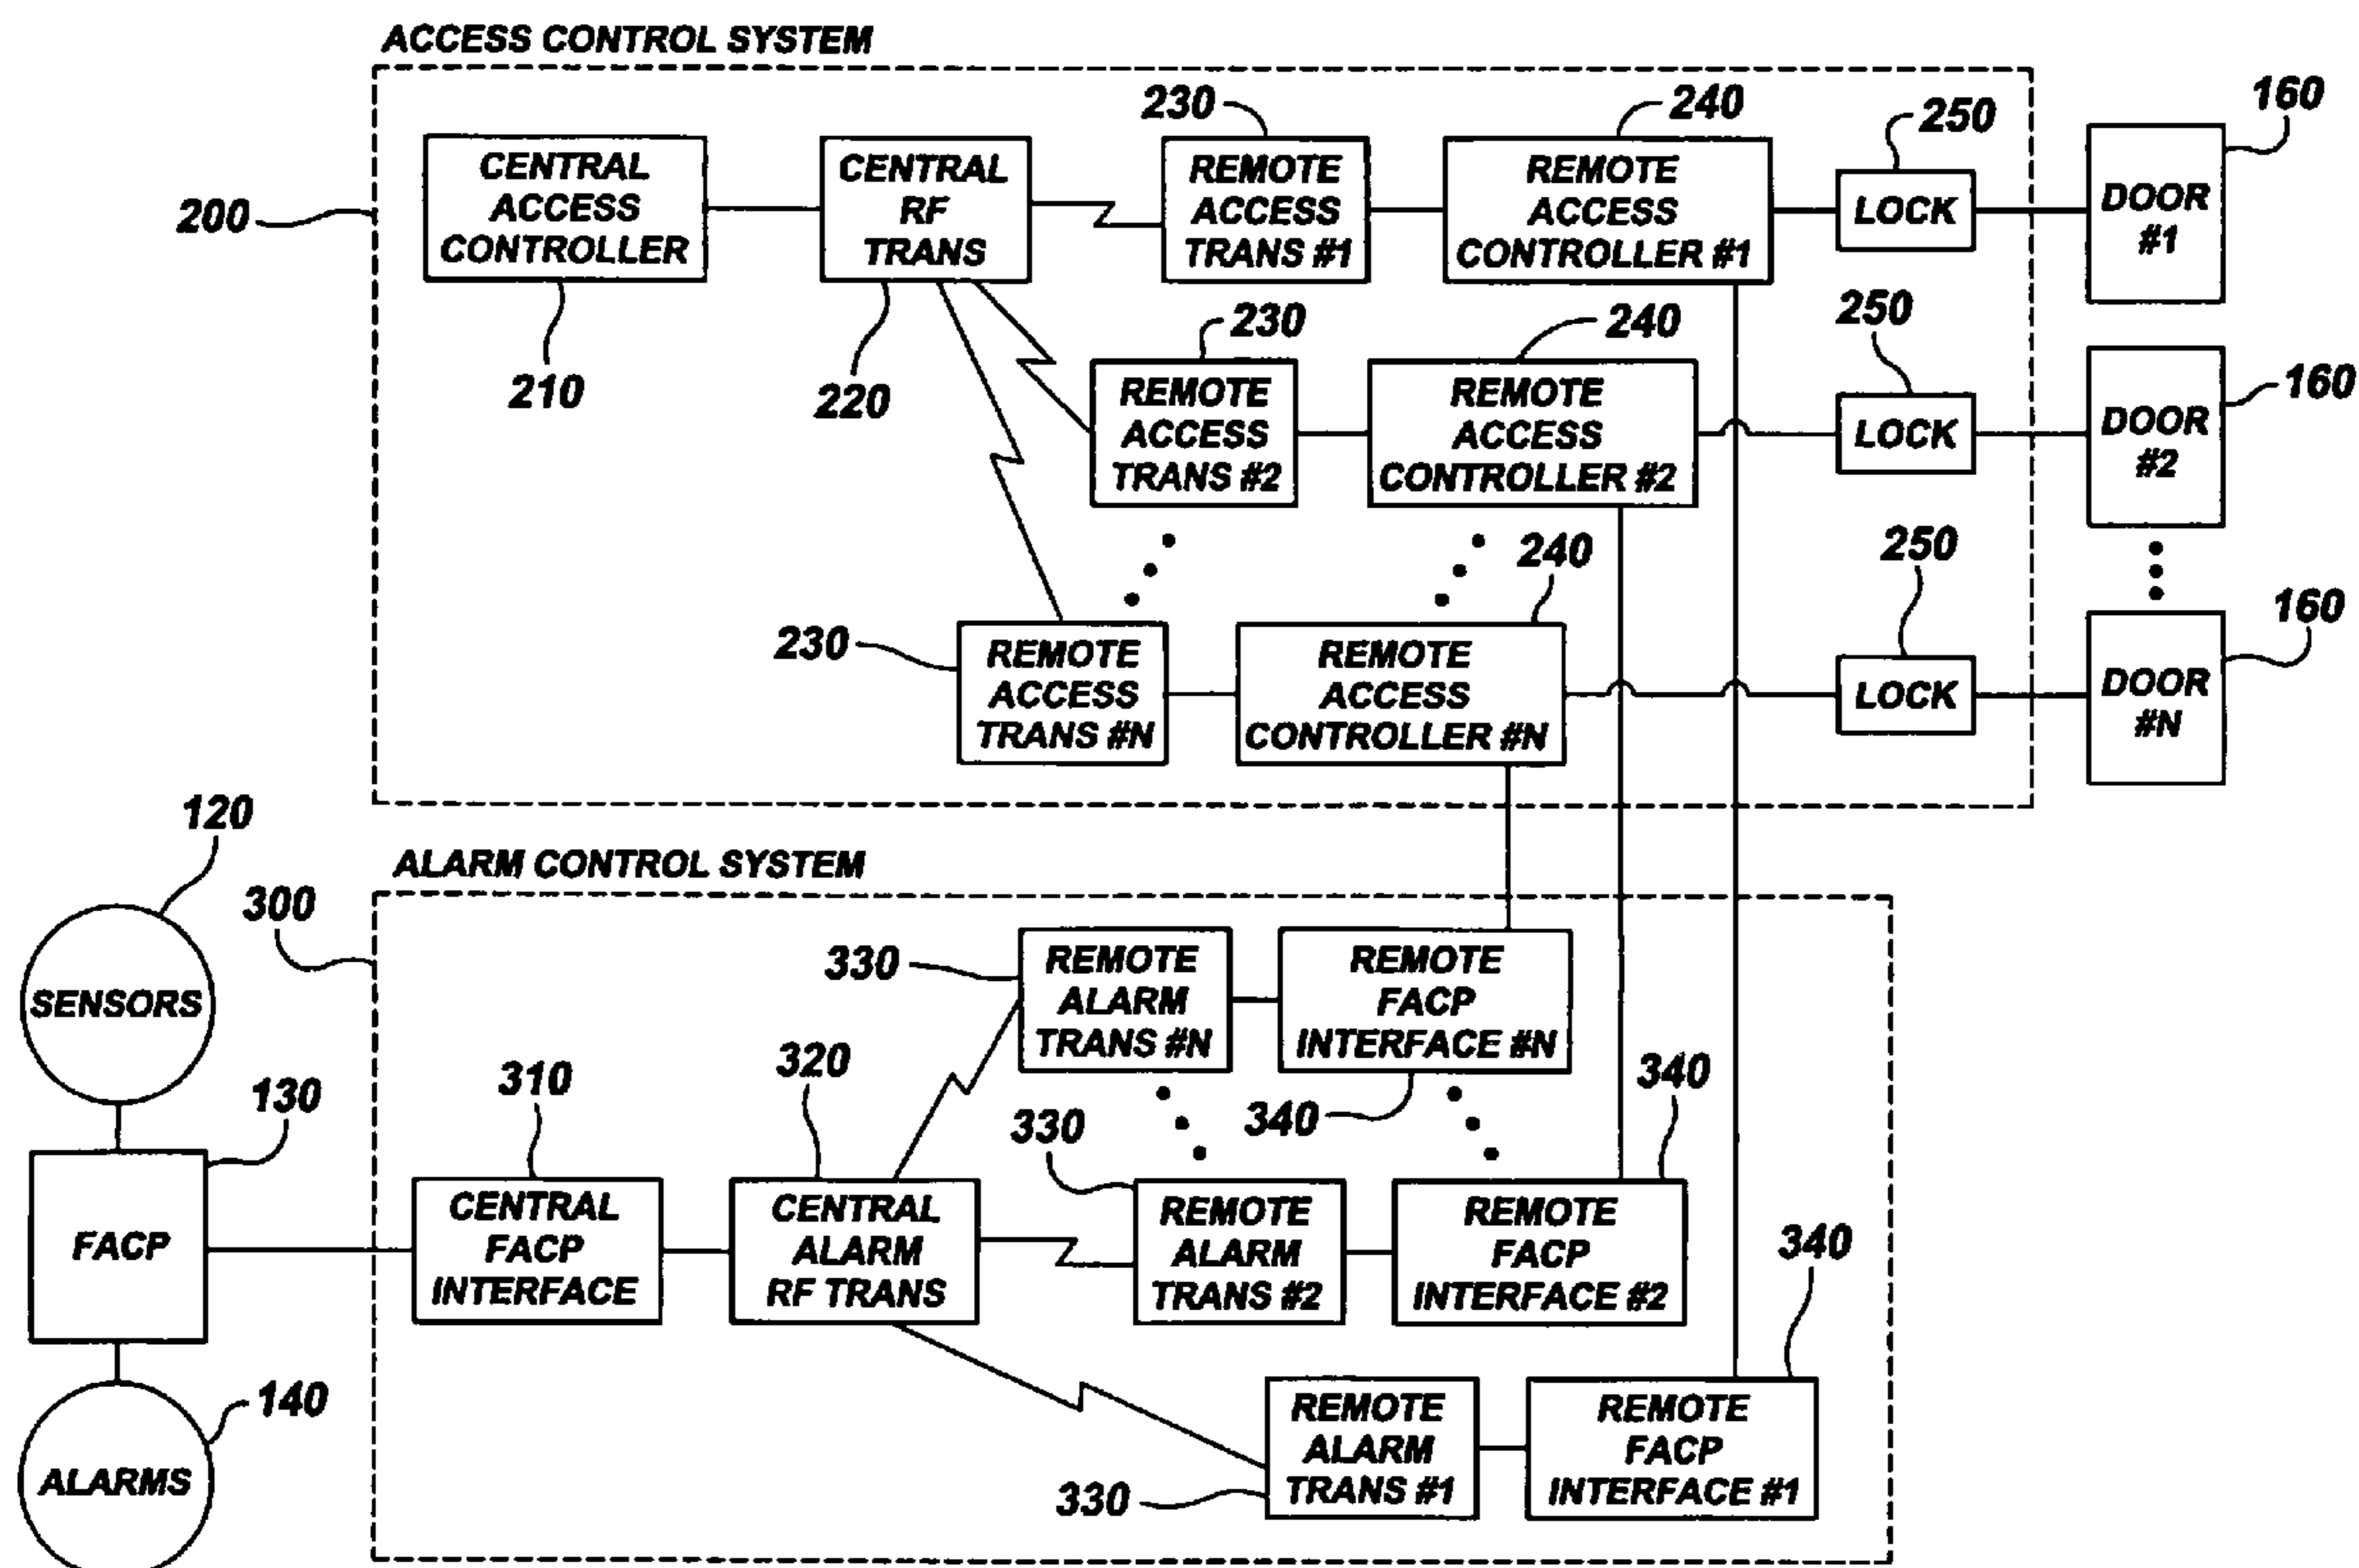 ACCESS CONTROL SYSTEM
200
CENTRAL
ACCESS
CONTROLLER
210
CENTRAL
RF
TRANS
220
230
REMOTE
ACCESS
TRANS #1
240
REMOTE
ACCESS
CONTROLLER #1
250
LOCK
160
DOOR
#1
230
REMOTE
ACCESS
TRANS #2
240
REMOTE
ACCESS
CONTROLLER #2
250
LOCK
160
DOOR
#2
230
REMOTE
ACCESS
TRANS #N
240
REMOTE
ACCESS
CONTROLLER #N
250
LOCK
160
DOOR
#N
120
SENSORS
130
FACP
140
ALARMS
ALARM CONTROL SYSTEM
300
310
CENTRAL
FACP
INTERFACE
320
CENTRAL
ALARM
RF TRANS
330
REMOTE
ALARM
TRANS #N
REMOTE
FACP
INTERFACE #N
340
330
REMOTE
ALARM
TRANS #2
340
REMOTE
FACP
INTERFACE #2
330
REMOTE
ALARM
TRANS #1
340
REMOTE
FACP
INTERFACE #1